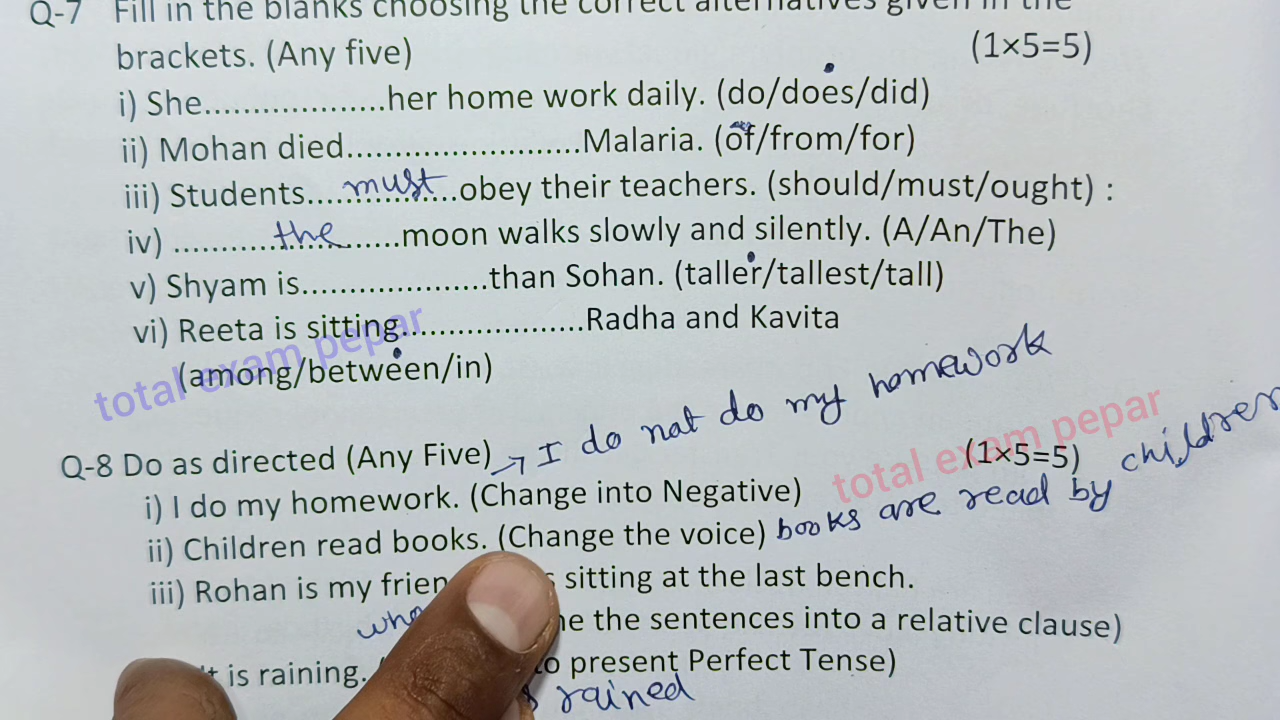 Q-7 Fill in the blanks choosing the correct alternatives given in the
brackets. (Any five) (1×5=5)
i) She...................her home work daily. (do/does/did)
ii) Mohan died.........................Malaria. (of/from/for)
iii) Students....must....obey their teachers. (should/must/ought) :
iv) ...........the......moon walks slowly and silently. (A/An/The)
v) Shyam is....................than Sohan. (taller/tallest/tall)
vi) Reeta is sitting...................Radha and Kavita
(among/between/in)
total exam pepar
I do not do my homework
Q-8 Do as directed (Any Five) (1×5=5)
total exam pepar
i) I do my homework. (Change into Negative)
ii) Children read books. (Change the voice) books are read by children
iii) Rohan is my sitting at the last bench.
the sentences into a relative clause)
is raining. present Perfect Tense)
rained